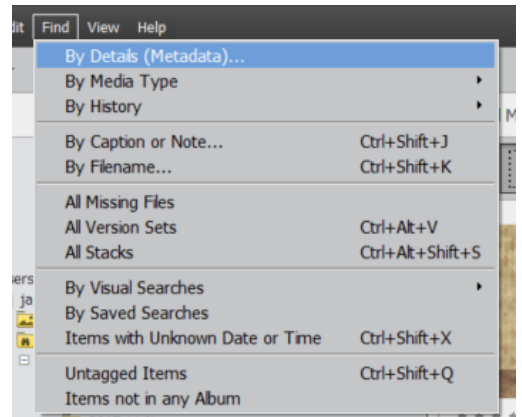 dit Find View Help
By Details (Metadata)...
By Media Type
By History
M
By Caption or Note... Ctrl+Shift+J
By Filename... Ctrl+Shift+K
All Missing Files
All Version Sets Ctrl+Alt+V
All Stacks Ctrl+Alt+Shift+S
By Visual Searches
sers
ja
By Saved Searches
Items with Unknown Date or Time Ctrl+Shift+X
Untagged Items Ctrl+Shift+Q
Items not in any Album